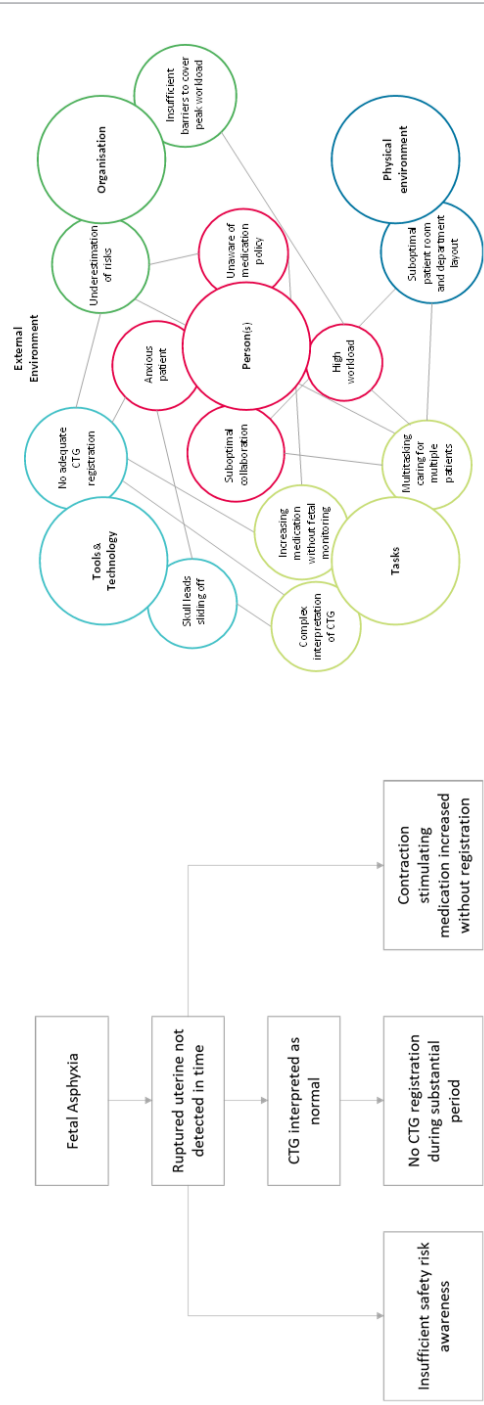 Fetal Asphyxia
Ruptured uterine not
detected in time
CTG interpreted as
normal
Insufficient safety risk
awareness
No CTG registration
during substantial
period
Contraction
stimulating
medication increased
without registration
External
Environment
Tools &
Technology
No adequate
CTG
registration
Skull leads
sliding off
Organisation
Underestimation
of risks
Insufficient
barriers to cover
peak workload
Person(s)
Anxious
patient
Unaware of
medication
policy
Suboptimal
collaboration
High
workload
Tasks
Increasing
medication
without fetal
monitoring
Complex
interpretation
of CTG
Multitasking
caring for
multiple
patients
Physical
environment
Suboptimal
patient room
and department
layout